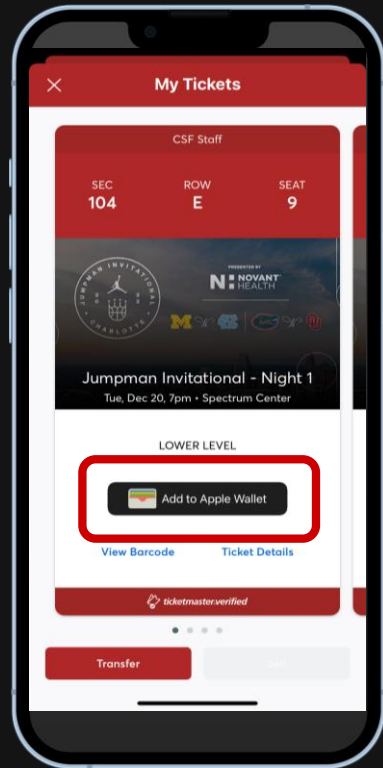 My Tickets
CSF Staff
SEC ROW SEAT
104 E 9
JUMPMAN INVITATIONAL
CHARLOTTE
PRESENTED BY
N NOVANT
HEALTH
Jumpman Invitational - Night 1
Tue, Dec 20, 7pm • Spectrum Center
LOWER LEVEL
Add to Apple Wallet
View Barcode Ticket Details
ticketmaster.verified
Transfer Sell